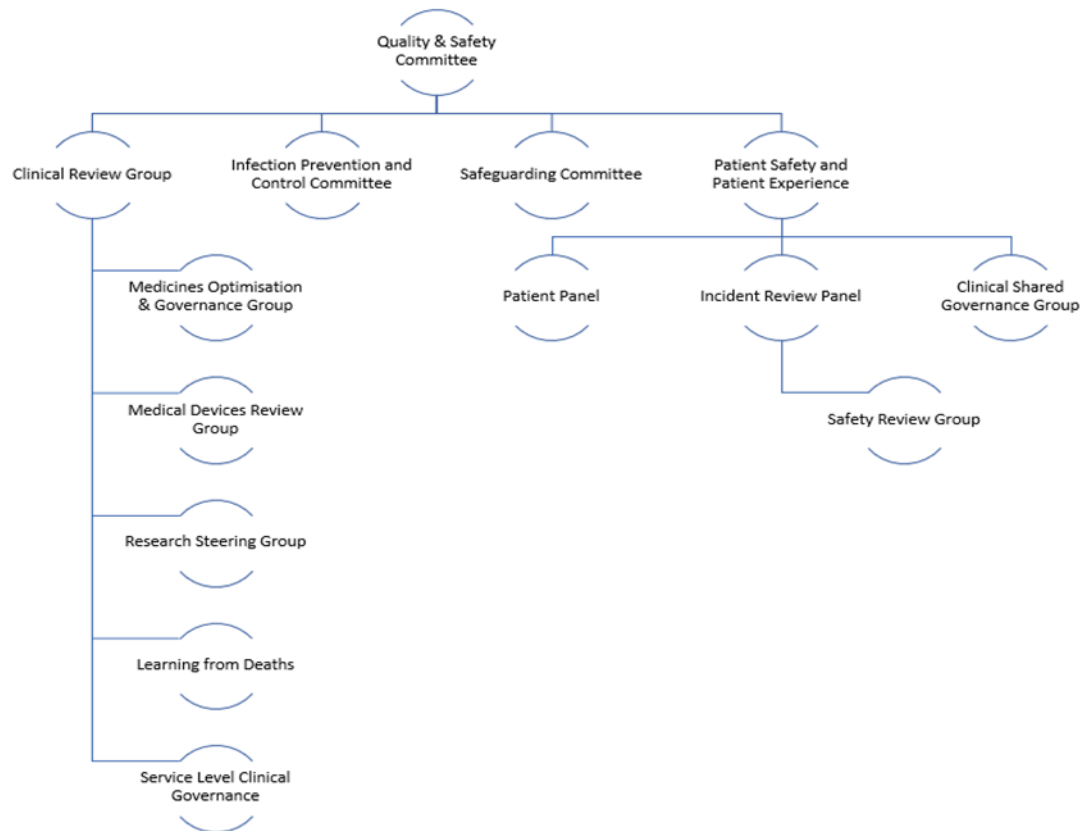 Quality & Safety
Committee
Clinical Review Group
Infection Prevention and
Control Committee
Safeguarding Committee
Patient Safety and
Patient Experience
Medicines Optimisation
& Governance Group
Patient Panel
Incident Review Panel
Clinical Shared
Governance Group
Medical Devices Review
Group
Safety Review Group
Research Steering Group
Learning from Deaths
Service Level Clinical
Governance